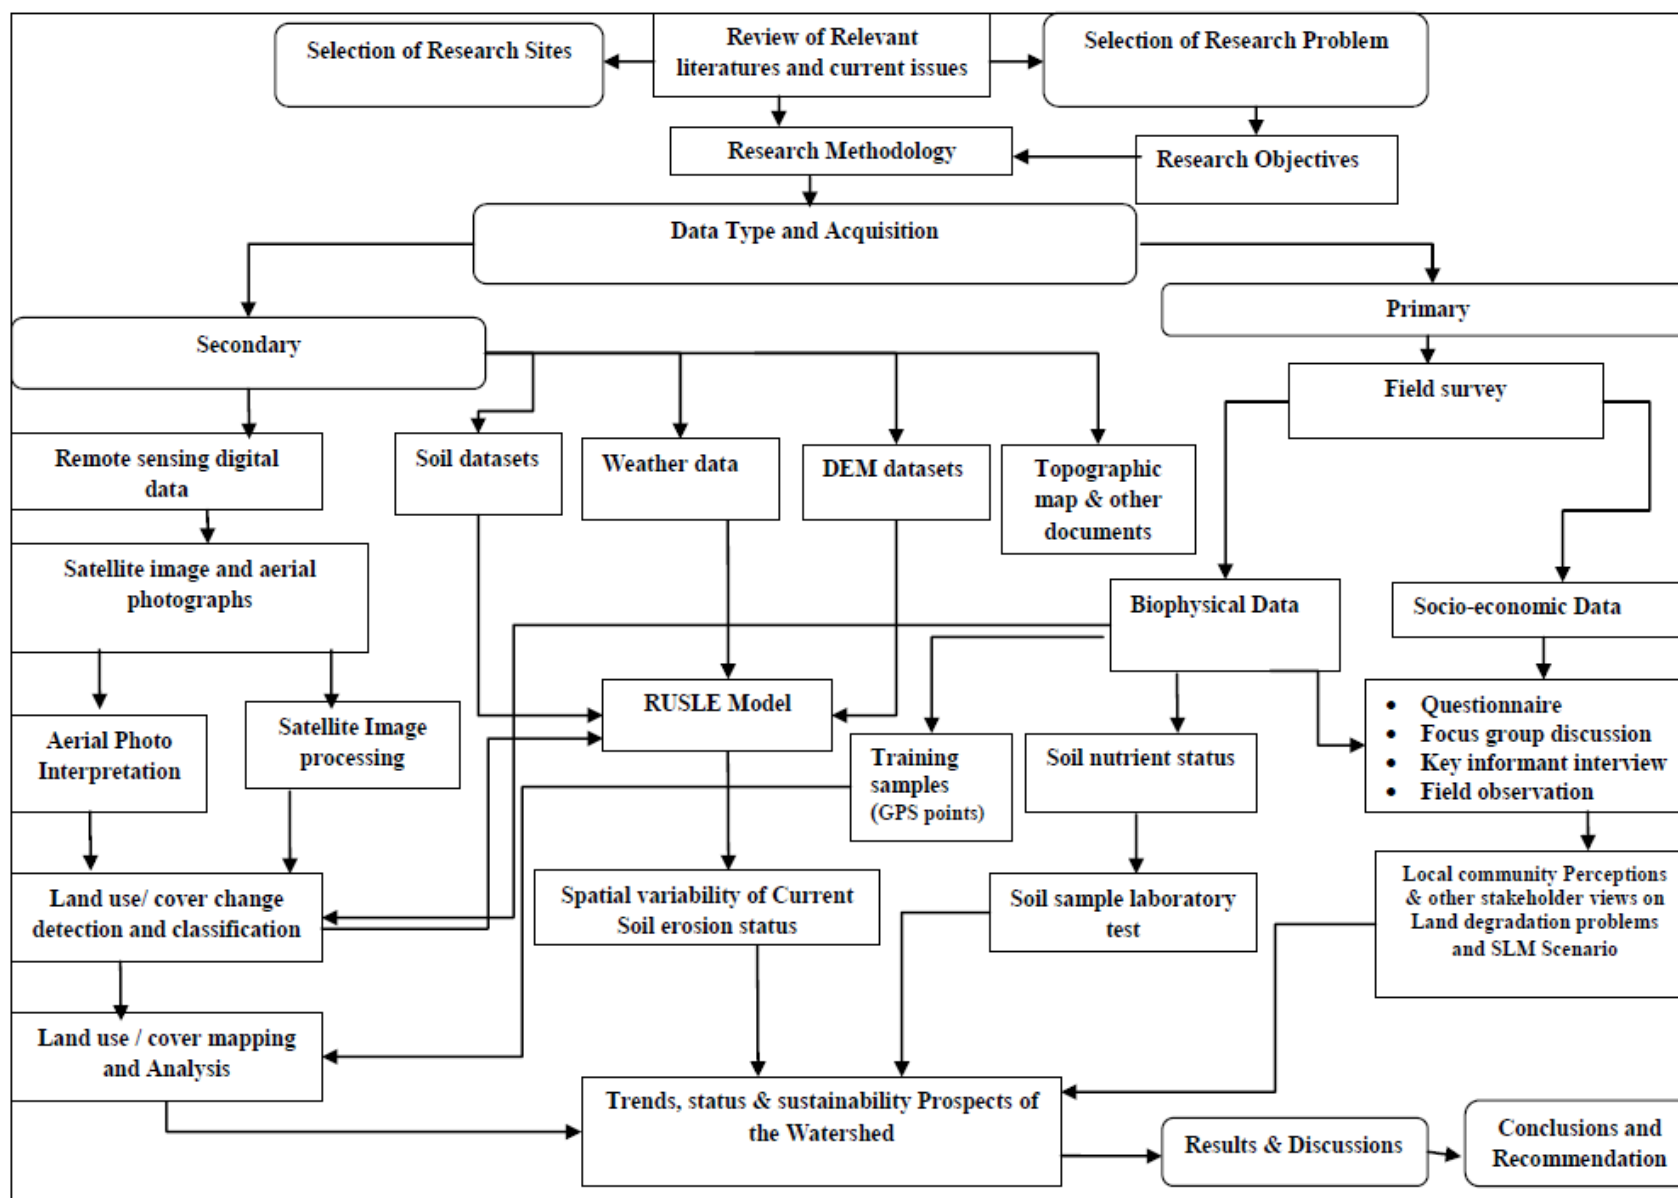 Selection of Research Sites
Review of Relevant
literatures and current issues
Selection of Research Problem
Research Methodology
Research Objectives
Data Type and Acquisition
Secondary
Primary
Field survey
Remote sensing digital
data
Soil datasets
Weather data
DEM datasets
Topographic
map & other
documents
Satellite image and aerial
photographs
Biophysical Data
Socio-economic Data
Aerial Photo
Interpretation
Satellite Image
processing
RUSLE Model
Training
samples
(GPS points)
Soil nutrient status
• Questionnaire
• Focus group discussion
• Key informant interview
• Field observation
Land use/ cover change
detection and classification
Spatial variability of Current
Soil erosion status
Soil sample laboratory
test
Local community Perceptions
& other stakeholder views on
Land degradation problems
and SLM Scenario
Land use / cover mapping
and Analysis
Trends, status & sustainability Prospects of
the Watershed
Results & Discussions
Conclusions and
Recommendation